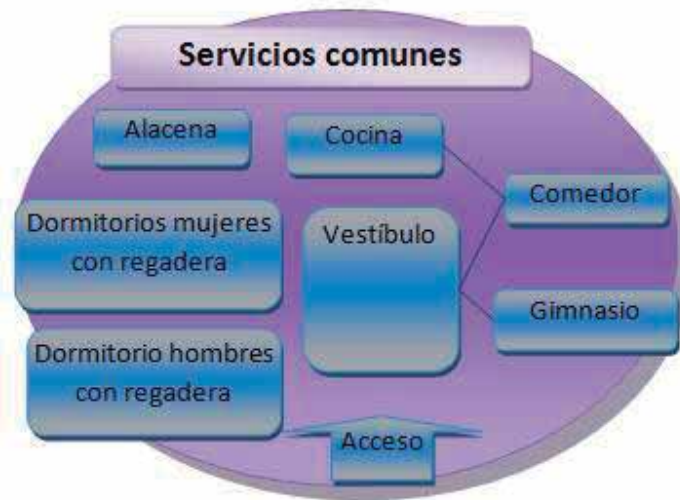 Servicios comunes
Alacena
Cocina
Comedor
Dormitorios mujeres
con regadera
Vestíbulo
Gimnasio
Dormitorio hombres
con regadera
Acceso